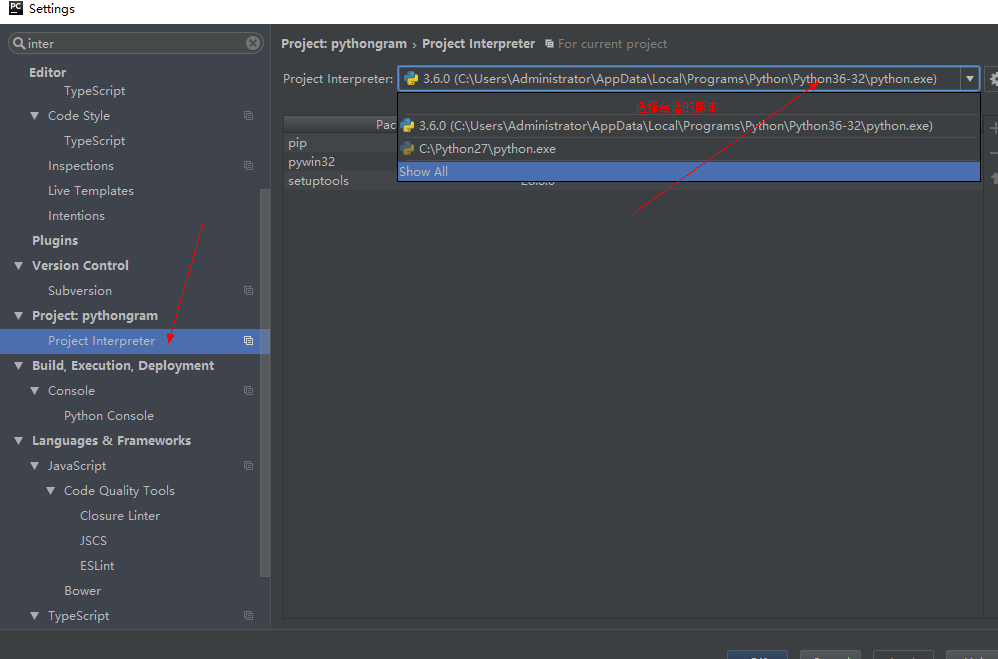 Settings
inter
Editor
TypeScript
Code Style
TypeScript
Inspections
Live Templates
Intentions
Plugins
Version Control
Subversion
Project: pythongram
Project Interpreter
Build, Execution, Deployment
Console
Python Console
Languages & Frameworks
JavaScript
Code Quality Tools
Closure Linter
JSCS
ESLint
Bower
TypeScript
Project: pythongram › Project Interpreter For current project
Project Interpreter: 3.6.0 (C:\Users\Administrator\AppData\Local\Programs\Python\Python36-32\python.exe)
选择合适的版本
Pac
3.6.0 (C:\Users\Administrator\AppData\Local\Programs\Python\Python36-32\python.exe)
pip
C:\Python27\python.exe
pywin32
Show All
setuptools